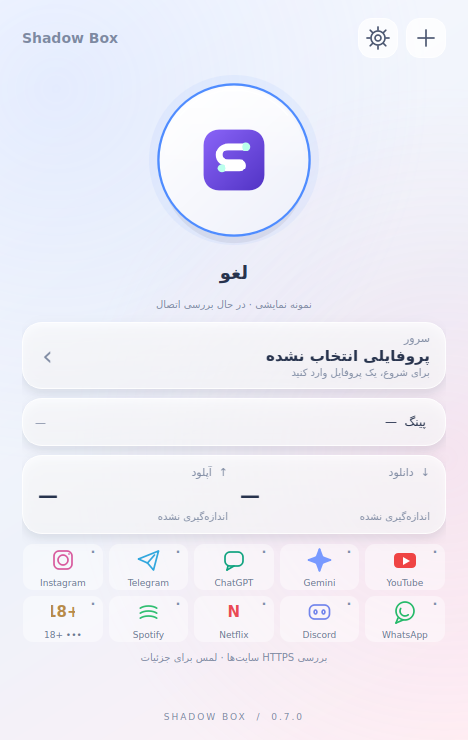 Shadow Box
لغو
نمونه نمایشی · در حال بررسی اتصال
سرور
پروفایلی انتخاب نشده
برای شروع، یک پروفایل وارد کنید
پینگ —
—
↓ دانلود
—
اندازه‌گیری نشده
↑ آپلود
—
اندازه‌گیری نشده
Instagram
Telegram
ChatGPT
Gemini
YouTube
18+
18+ •••
Spotify
N
Netflix
Discord
WhatsApp
بررسی HTTPS سایت‌ها · لمس برای جزئیات
SHADOW BOX / 0.7.0